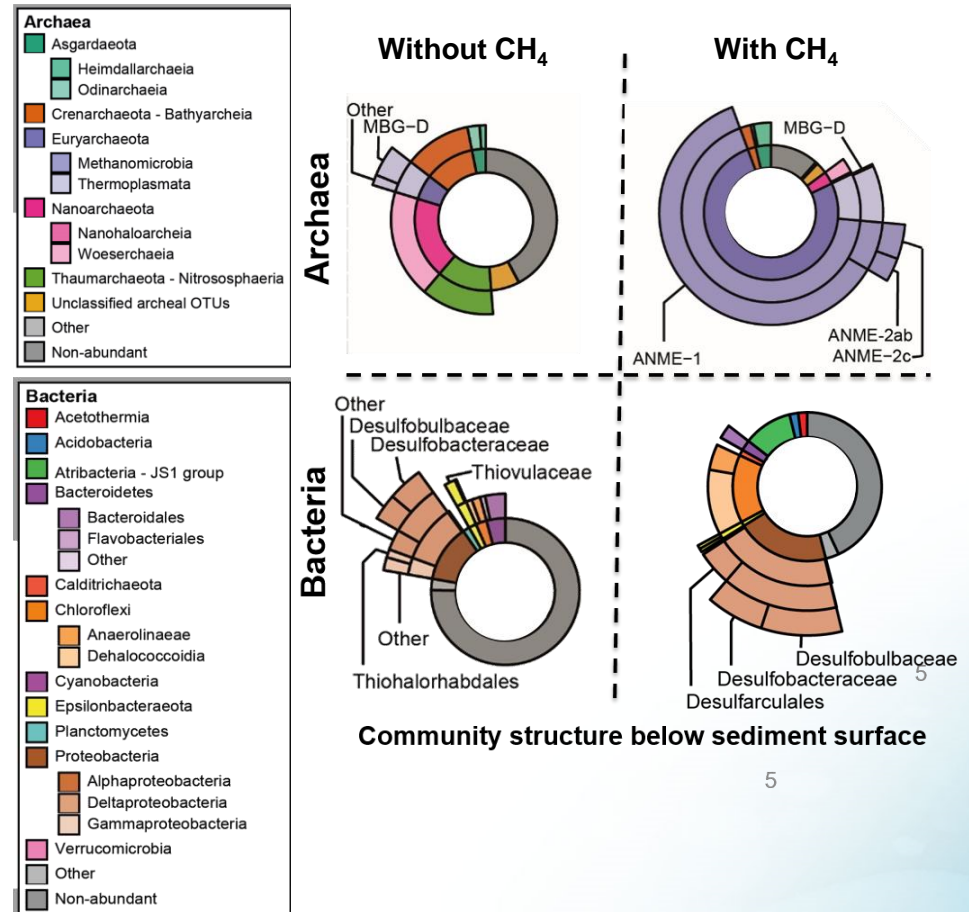 Archaea
Asgardaeota
Heimdallarchaeia
Odinarchaeia
Crenarchaeota - Bathyarcheia
Euryarchaeota
Methanomicrobia
Thermoplasmata
Nanoarchaeota
Nanohaloarcheia
Woeserchaeia
Thaumarchaeota - Nitrososphaeria
Unclassified archeal OTUs
Other
Non-abundant
Bacteria
Acetothermia
Acidobacteria
Atribacteria - JS1 group
Bacteroidetes
Bacteroidales
Flavobacteriales
Other
Calditrichaeota
Chloroflexi
Anaerolinaeae
Dehalococcoidia
Cyanobacteria
Epsilonbacteraeota
Planctomycetes
Proteobacteria
Alphaproteobacteria
Deltaproteobacteria
Gammaproteobacteria
Verrucomicrobia
Other
Non-abundant
Without CH₄
With CH₄
Archaea
Other
MBG-D
MBG-D
ANME-1
ANME-2ab
ANME-2c
Bacteria
Other
Desulfobulbaceae
Desulfobacteraceae
Thiovulaceae
Other
Thiohalorhabdales
Desulfobulbaceae
Desulfobacteraceae
Desulfarculales
5
Community structure below sediment surface
5